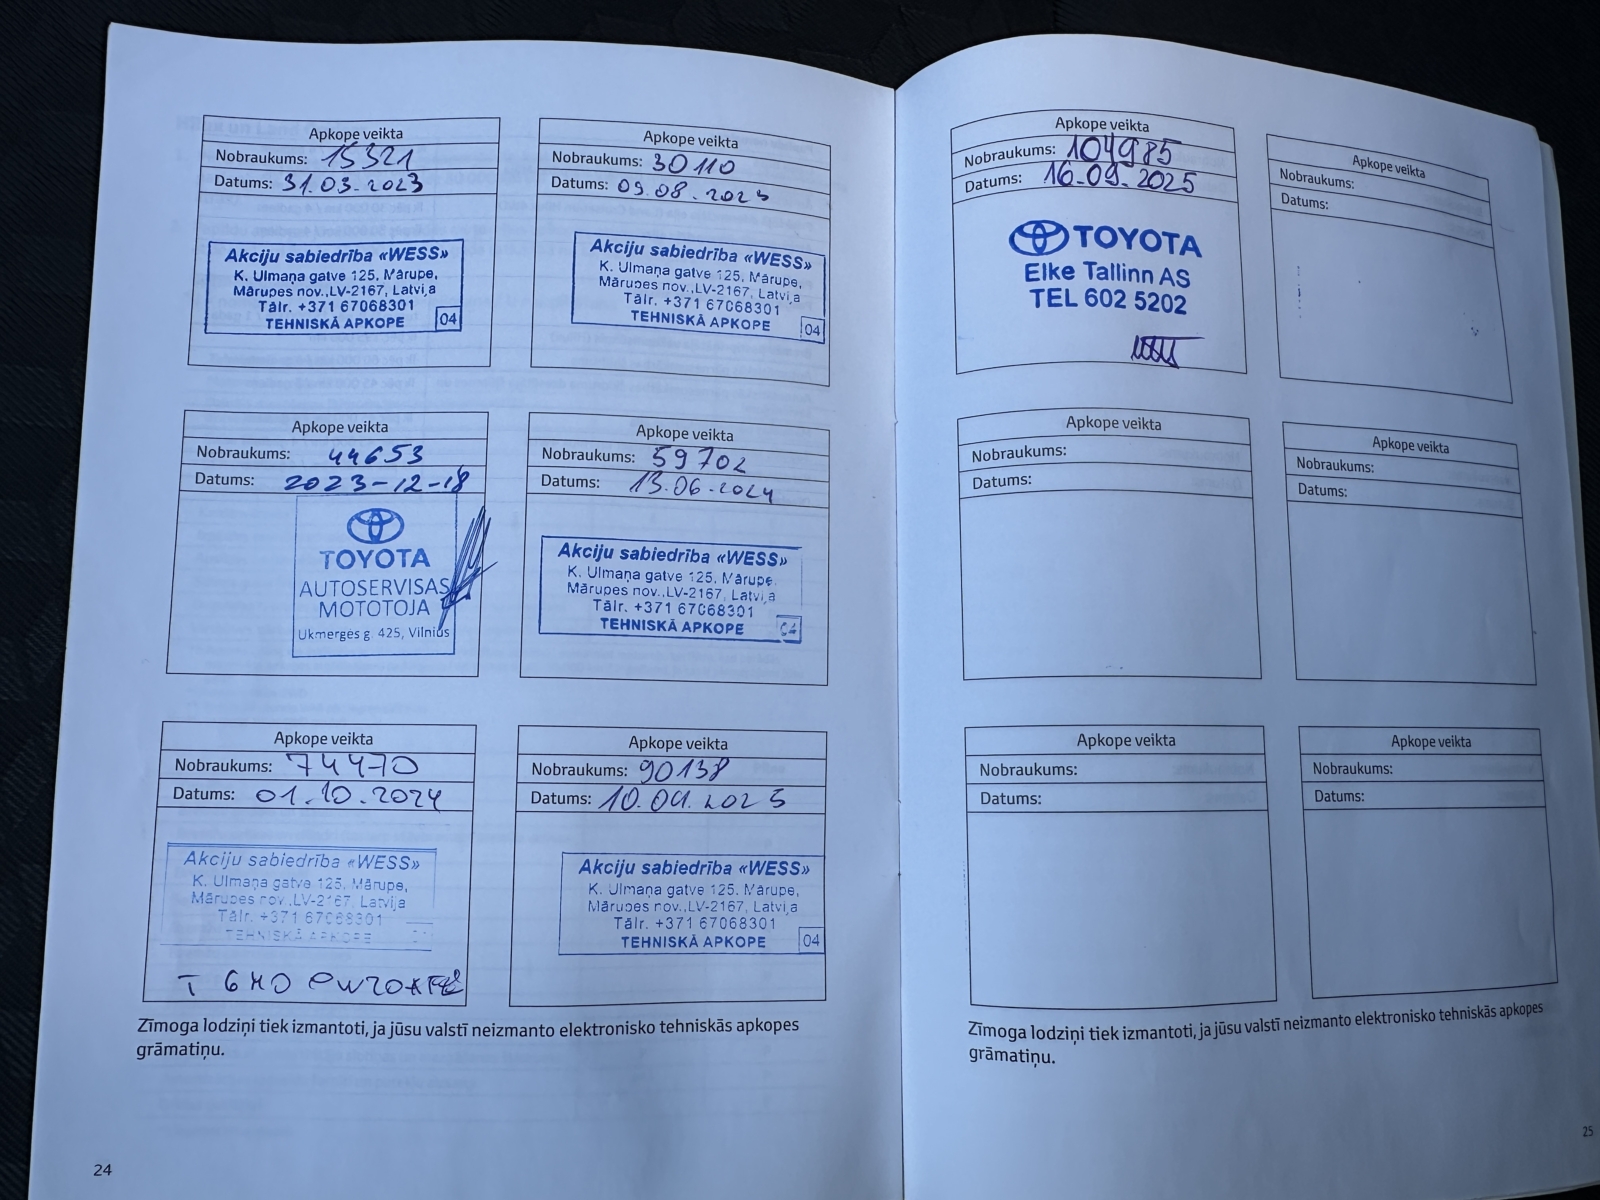 Apkope veikta
Nobraukums: 15321
Datums: 31.03.2023
Akciju sabiedrība «WESS»
K. Ulmaņa gatve 125, Mārupe,
Mārupes nov.,LV-2167, Latvija
Tālr. +371 67068301
TEHNISKĀ APKOPE 04
Apkope veikta
Nobraukums: 30110
Datums: 09.08.2023
Akciju sabiedrība «WESS»
K. Ulmaņa gatve 125, Mārupe,
Mārupes nov.,LV-2167, Latvija
Tālr. +371 67068301
TEHNISKĀ APKOPE 04
Apkope veikta
Nobraukums: 44653
Datums: 2023-12-18
TOYOTA
AUTOSERVISAS
MOTOTOJA
Ukmerges g. 425, Vilnius
Apkope veikta
Nobraukums: 59702
Datums: 13.06.2024
Akciju sabiedrība «WESS»
K. Ulmaņa gatve 125, Mārupe,
Mārupes nov.,LV-2167, Latvija
Tālr. +371 67068301
TEHNISKĀ APKOPE 04
Apkope veikta
Nobraukums: 74470
Datums: 01.10.2024
Akciju sabiedrība «WESS»
K. Ulmaņa gatve 125, Mārupe,
Mārupes nov.,LV-2167, Latvija
Tālr. +371 67068301
TEHNISKĀ APKOPE
Apkope veikta
Nobraukums: 90138
Datums: 10.04.2025
Akciju sabiedrība «WESS»
K. Ulmaņa gatve 125, Mārupe,
Mārupes nov.,LV-2167, Latvija
Tālr. +371 67068301
TEHNISKĀ APKOPE 04
Zīmoga lodziņi tiek izmantoti, ja jūsu valstī neizmanto elektronisko tehniskās apkopes
grāmatiņu.
24
Apkope veikta
Nobraukums: 104985
Datums: 16.09.2025
TOYOTA
Elke Tallinn AS
TEL 602 5202
Apkope veikta
Nobraukums:
Datums:
Apkope veikta
Nobraukums:
Datums:
Apkope veikta
Nobraukums:
Datums:
Apkope veikta
Nobraukums:
Datums:
Apkope veikta
Nobraukums:
Datums:
Zīmoga lodziņi tiek izmantoti, ja jūsu valstī neizmanto elektronisko tehniskās apkopes
grāmatiņu.
25